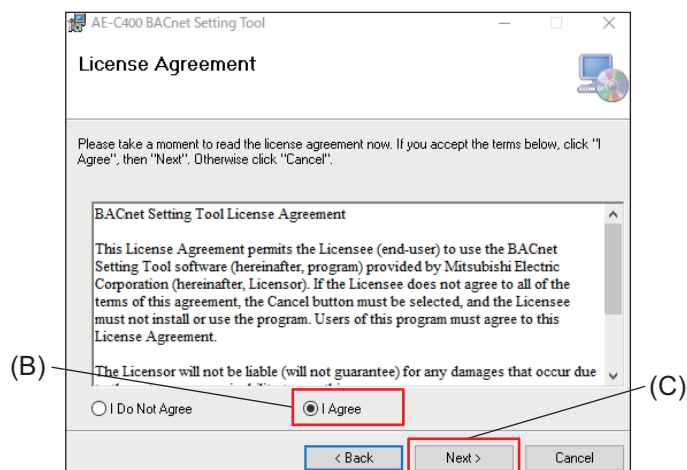 AE-C400 BACnet Setting Tool
License Agreement
Please take a moment to read the license agreement now. If you accept the terms below, click "I
Agree", then "Next". Otherwise click "Cancel".
BACnet Setting Tool License Agreement
This License Agreement permits the Licensee (end-user) to use the BACnet
Setting Tool software (hereinafter, program) provided by Mitsubishi Electric
Corporation (hereinafter, Licensor). If the Licensee does not agree to all of the
terms of this agreement, the Cancel button must be selected, and the Licensee
must not install or use the program. Users of this program must agree to this
License Agreement.
The Licensor will not be liable (will not guarantee) for any damages that occur due
(B)
(C)
I Do Not Agree
I Agree
< Back
Next >
Cancel